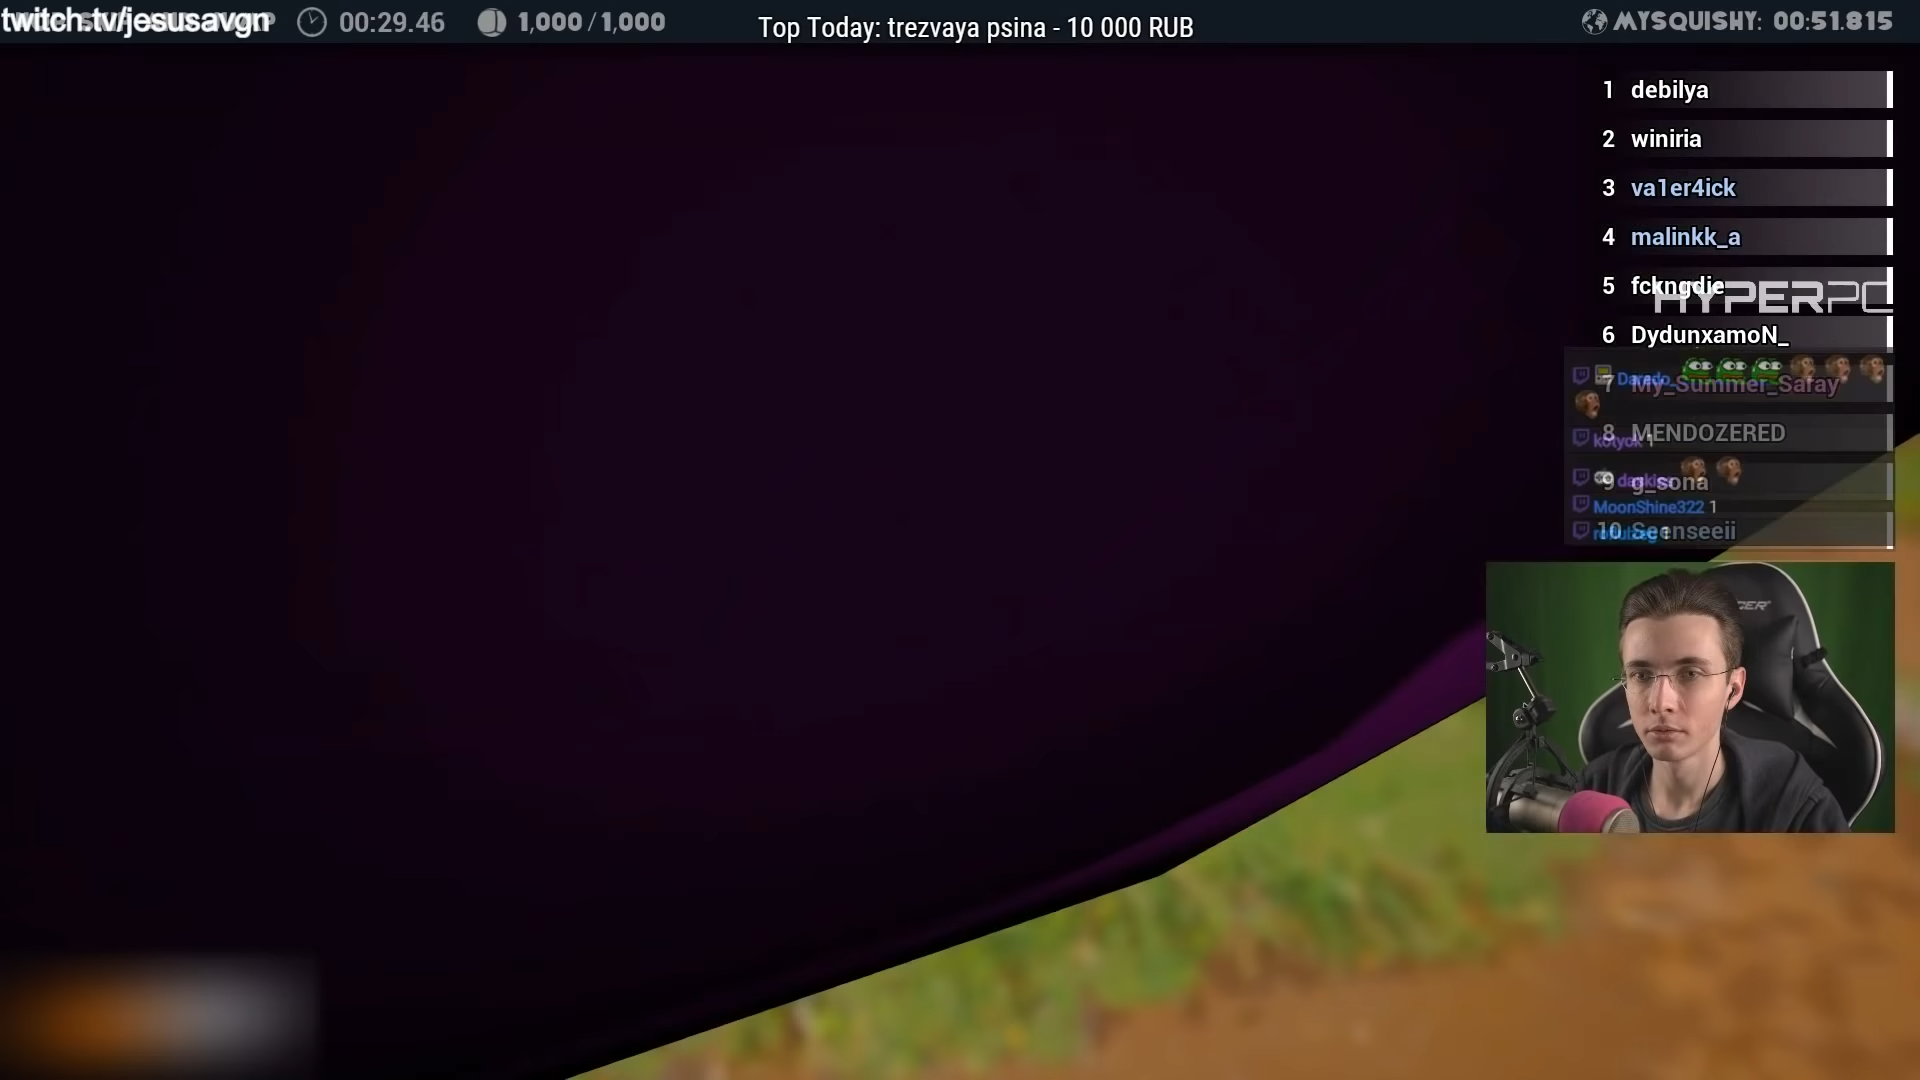 twitch.tv/jesusavgn
00:29.46
1,000/1,000
Top Today: trezvaya psina - 10 000 RUB
MYSQUISHY: 00:51.815
1 debilya
2 winiria
3 va1er4ick
4 malinkk_a
5 fckngdie
HYPERPC
6 DydunxamoN_
7 My_Summer_Saray
8 MENDOZERED
kotyok 1
9 g_sona
MoonShine322 1
10 Seenseeii